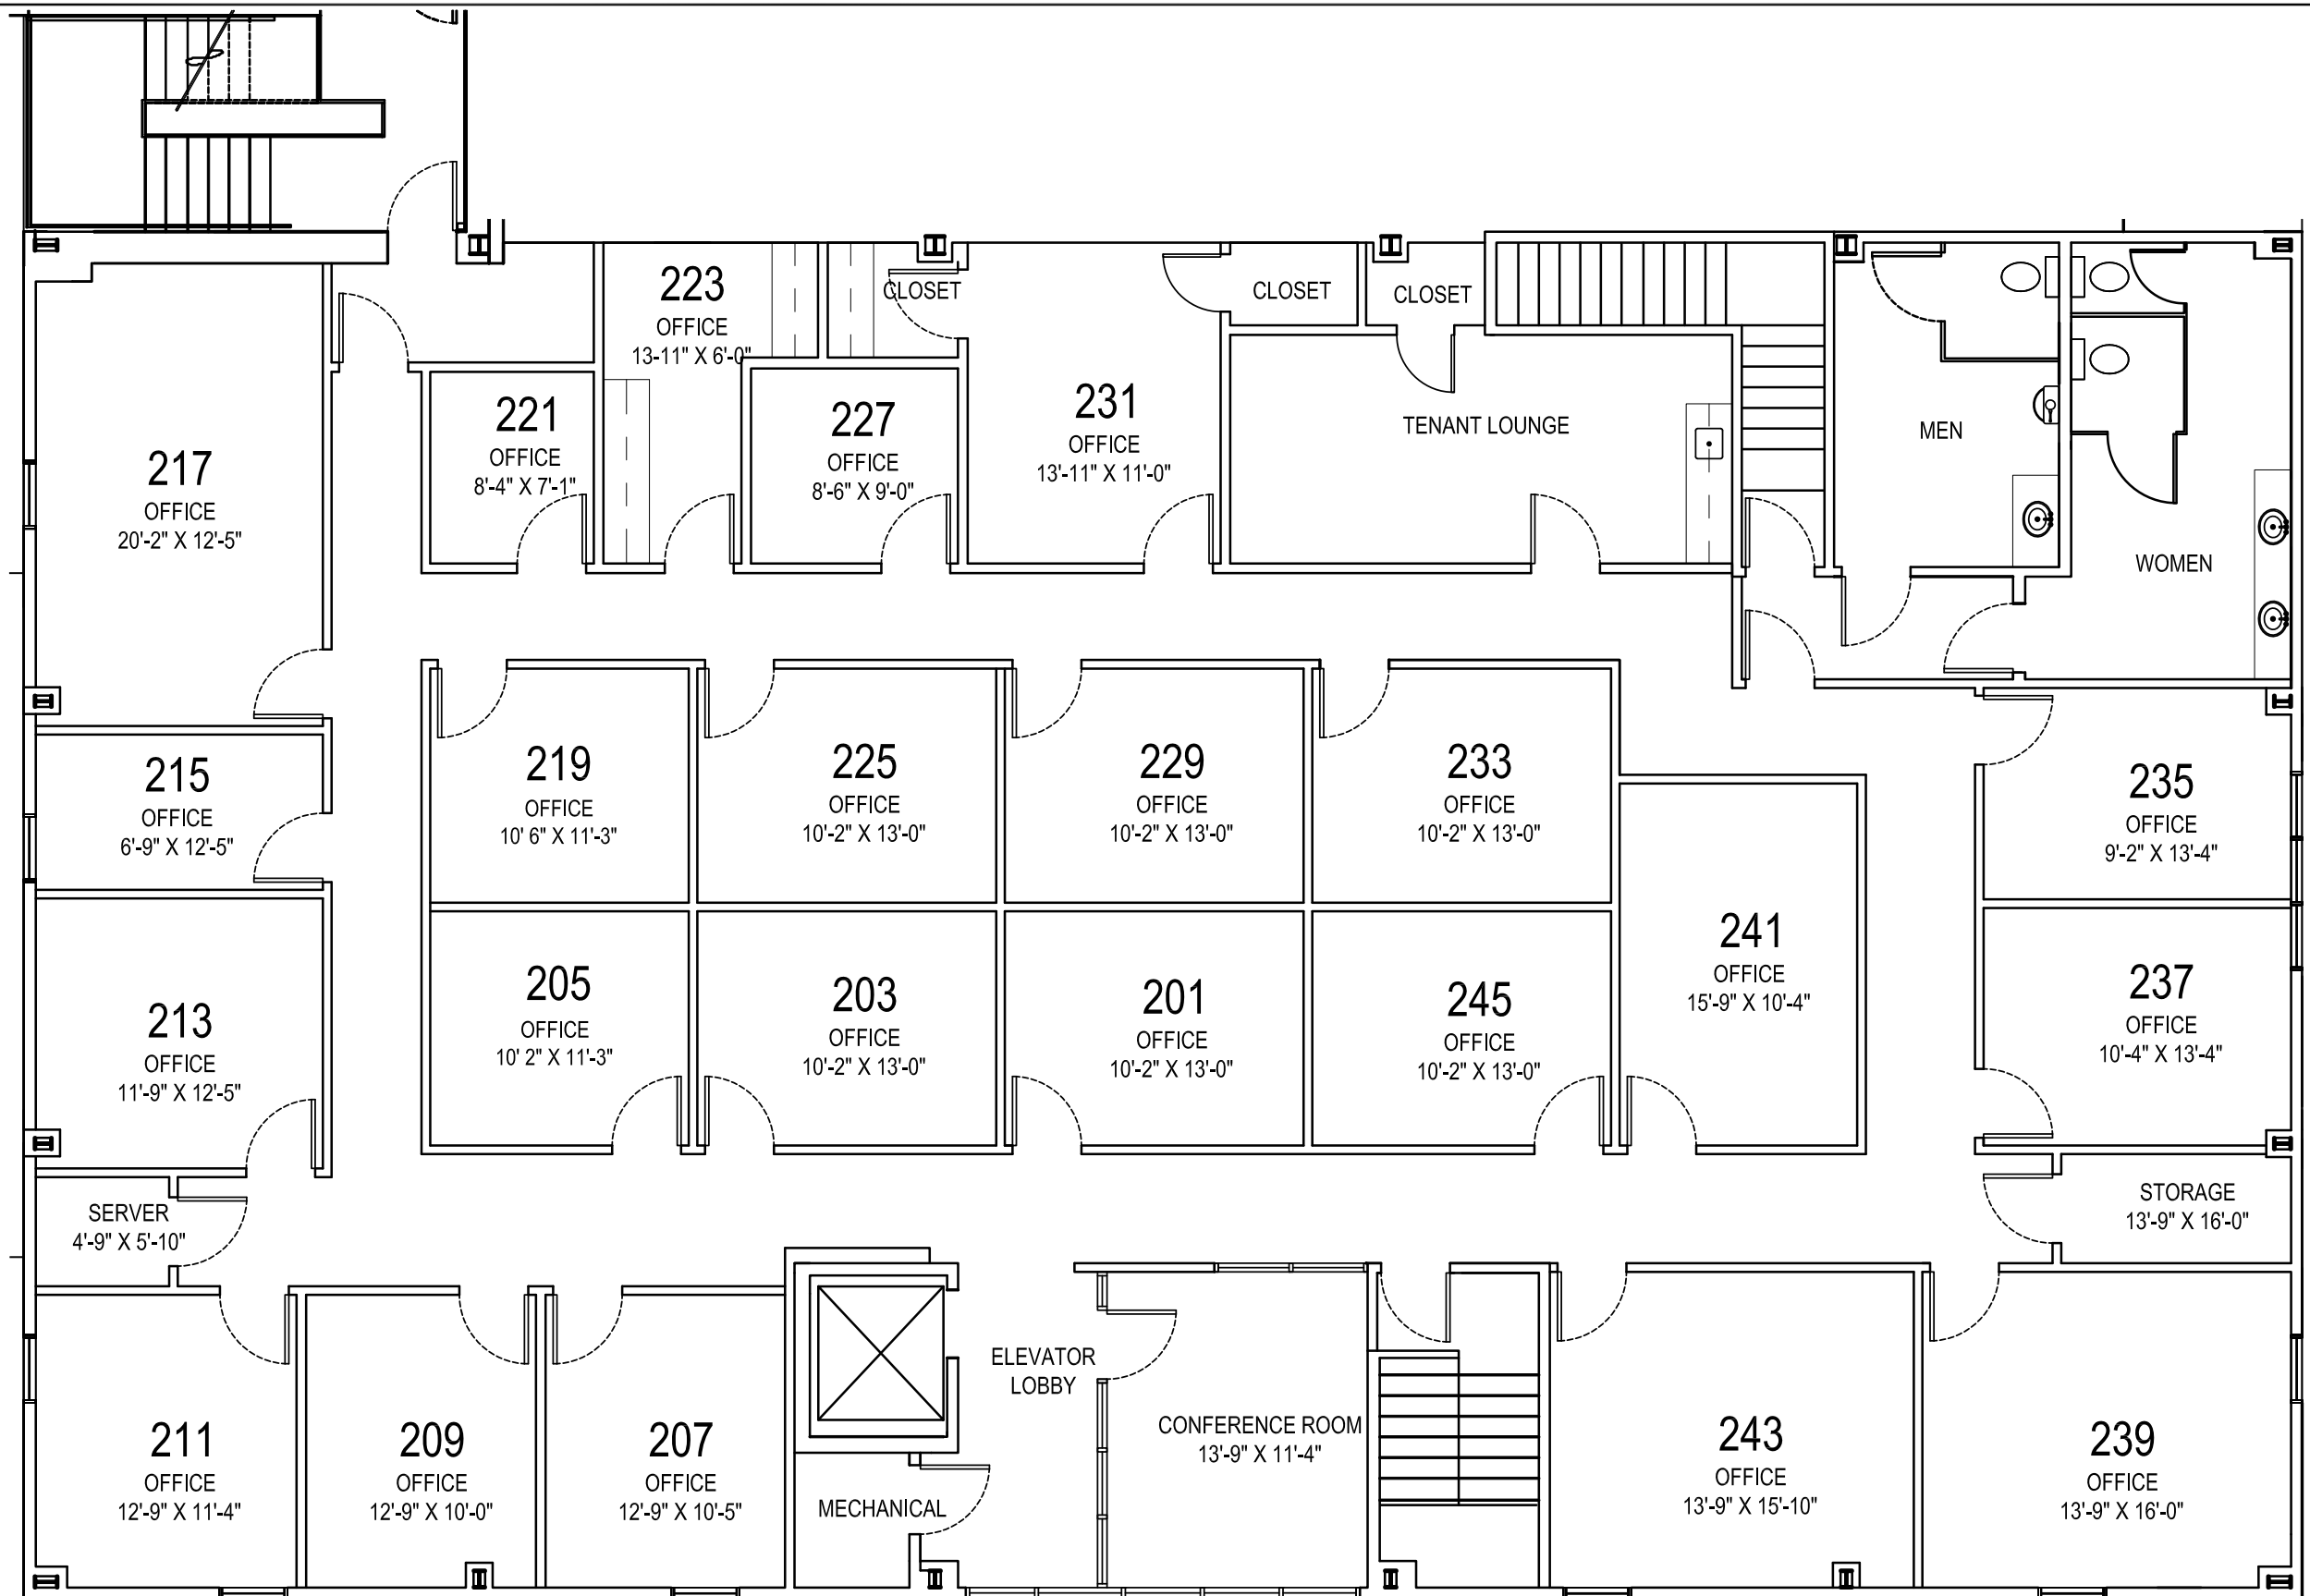 223
OFFICE
13-11" X 6'-0"
CLOSET
CLOSET
CLOSET
221
OFFICE
8'-4" X 7'-1"
227
OFFICE
8'-6" X 9'-0"
231
OFFICE
13'-11" X 11'-0"
TENANT LOUNGE
MEN
WOMEN
217
OFFICE
20'-2" X 12'-5"
215
OFFICE
6'-9" X 12'-5"
219
OFFICE
10' 6" X 11'-3"
225
OFFICE
10'-2" X 13'-0"
229
OFFICE
10'-2" X 13'-0"
233
OFFICE
10'-2" X 13'-0"
235
OFFICE
9'-2" X 13'-4"
213
OFFICE
11'-9" X 12'-5"
205
OFFICE
10' 2" X 11'-3"
203
OFFICE
10'-2" X 13'-0"
201
OFFICE
10'-2" X 13'-0"
245
OFFICE
10'-2" X 13'-0"
241
OFFICE
15'-9" X 10'-4"
237
OFFICE
10'-4" X 13'-4"
SERVER
4'-9" X 5'-10"
STORAGE
13'-9" X 16'-0"
211
OFFICE
12'-9" X 11'-4"
209
OFFICE
12'-9" X 10'-0"
207
OFFICE
12'-9" X 10'-5"
MECHANICAL
ELEVATOR
LOBBY
CONFERENCE ROOM
13'-9" X 11'-4"
243
OFFICE
13'-9" X 15'-10"
239
OFFICE
13'-9" X 16'-0"